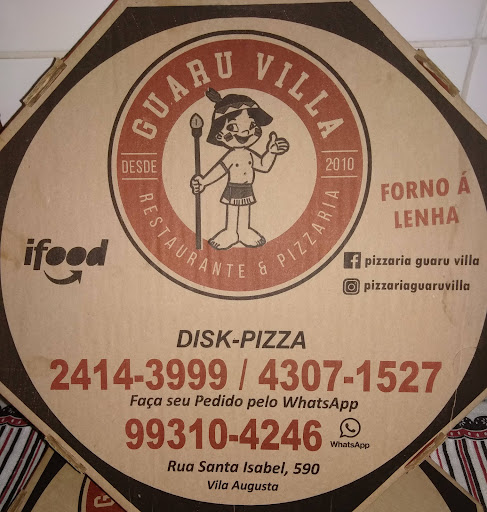 GUARU VILLA
DESDE 2010
RESTAURANTE & PIZZARIA
FORNO Á
LENHA
ifood
pizzaria guaru villa
pizzariaguaruvilla
DISK-PIZZA
2414-3999 / 4307-1527
Faça seu Pedido pelo WhatsApp
99310-4246
WhatsApp
Rua Santa Isabel, 590
Vila Augusta